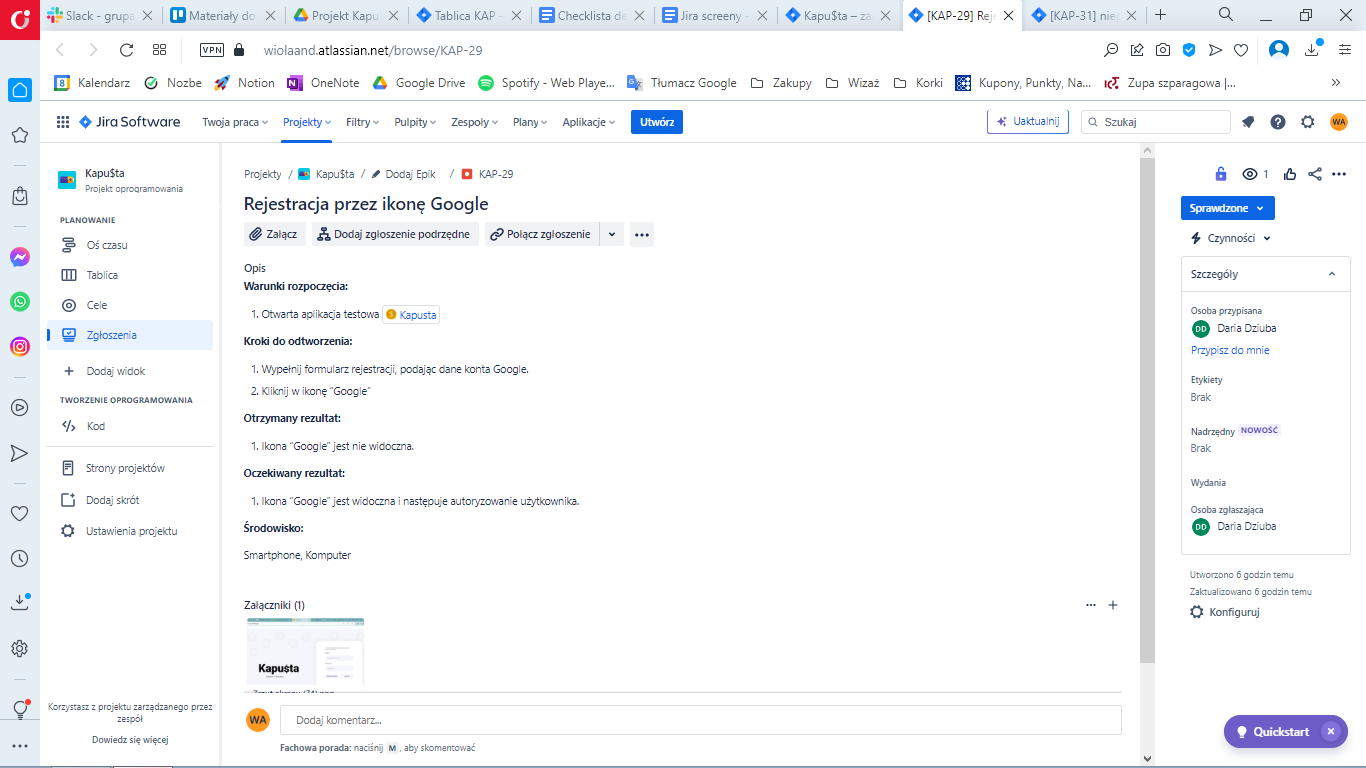 Slack - grupa
Materiały do
Projekt Kapu
Tablica KAP –
Checklista de
Jira screeny -
Kapu$ta – za
[KAP-29] Rej
[KAP-31] nie
VPN
wiolaand.atlassian.net/browse/KAP-29
Kalendarz
Nozbe
Notion
OneNote
Google Drive
Spotify - Web Playe...
Tłumacz Google
Zakupy
Wizaż
Korki
Kupony, Punkty, Na...
Zupa szparagowa |...
Jira Software
Twoja praca
Projekty
Filtry
Pulpity
Zespoły
Plany
Aplikacje
Utwórz
Uaktualnij
Szukaj
WA
Kapu$ta
Projekt oprogramowania
PLANOWANIE
Oś czasu
Tablica
Cele
Zgłoszenia
Dodaj widok
TWORZENIE OPROGRAMOWANIA
Kod
Strony projektów
Dodaj skrót
Ustawienia projektu
Korzystasz z projektu zarządzanego przez
zespół
Dowiedz się więcej
Projekty / Kapu$ta / Dodaj Epik / KAP-29
Rejestracja przez ikonę Google
Załącz
Dodaj zgłoszenie podrzędne
Połącz zgłoszenie
Opis
Warunki rozpoczęcia:
1. Otwarta aplikacja testowa Kapusta
Kroki do odtworzenia:
1. Wypełnij formularz rejestracji, podając dane konta Google.
2. Kliknij w ikonę “Google”
Otrzymany rezultat:
1. Ikona “Google” jest nie widoczna.
Oczekiwany rezultat:
1. Ikona “Google” jest widoczna i następuje autoryzowanie użytkownika.
Środowisko:
Smartphone, Komputer
Załączniki (1)
Kapu$ta
WA
Dodaj komentarz...
Fachowa porada: naciśnij M , aby skomentować
1
Sprawdzone
Czynności
Szczegóły
Osoba przypisana
DD Daria Dziuba
Przypisz do mnie
Etykiety
Brak
Nadrzędny NOWOŚĆ
Brak
Wydania
Osoba zgłaszająca
DD Daria Dziuba
Utworzono 6 godzin temu
Zaktualizowano 6 godzin temu
Konfiguruj
Quickstart